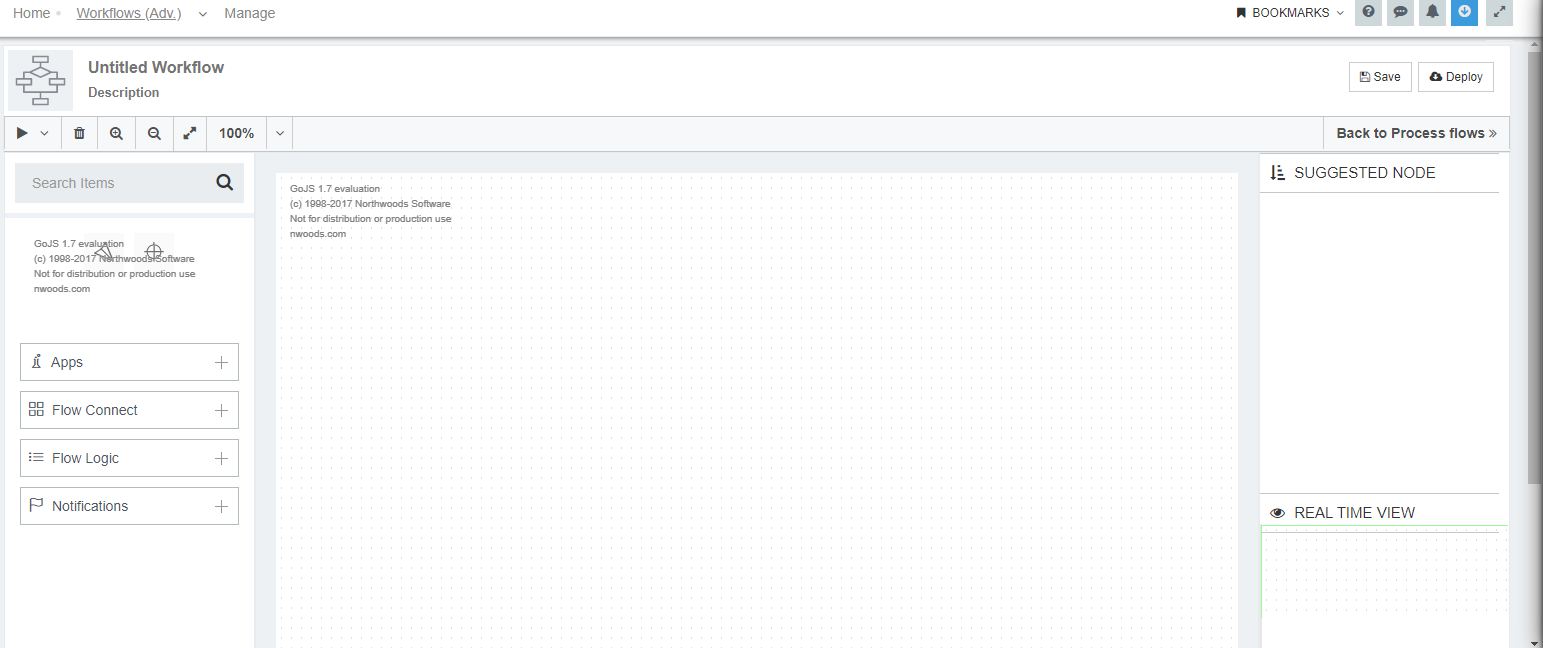 Home Workflows (Adv.) Manage BOOKMARKS
Untitled Workflow
Description
Save Deploy
100% Back to Process flows »
Search Items
GoJS 1.7 evaluation
(c) 1998-2017 Northwoods Software
Not for distribution or production use
nwoods.com
Apps
Flow Connect
Flow Logic
Notifications
GoJS 1.7 evaluation
(c) 1998-2017 Northwoods Software
Not for distribution or production use
nwoods.com
SUGGESTED NODE
REAL TIME VIEW